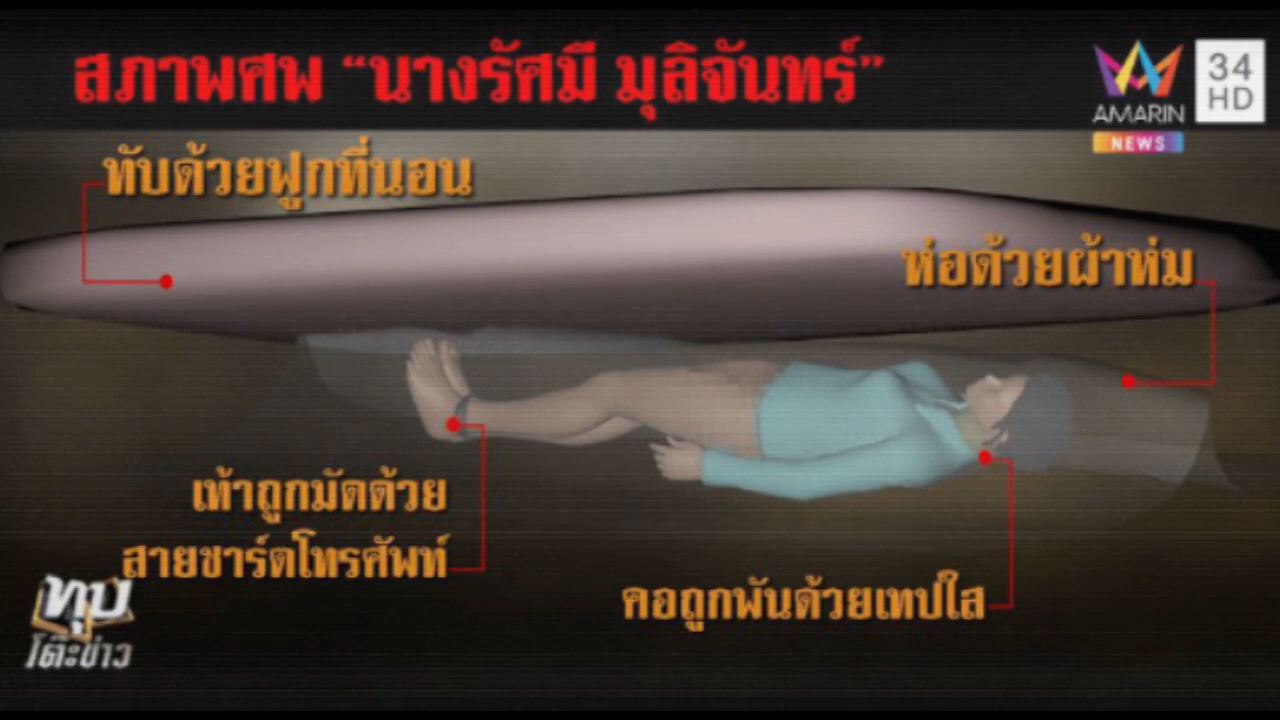 สภาพศพ “นางรัศมี มุลิจันทร์”
34
HD
AMARIN
NEWS
ทับด้วยฟูกที่นอน
ห่อด้วยผ้าห่ม
เท้าถูกมัดด้วย
สายชาร์ตโทรศัพท์
คอถูกพันด้วยเทปใส
ทุบ
โต๊ะข่าว